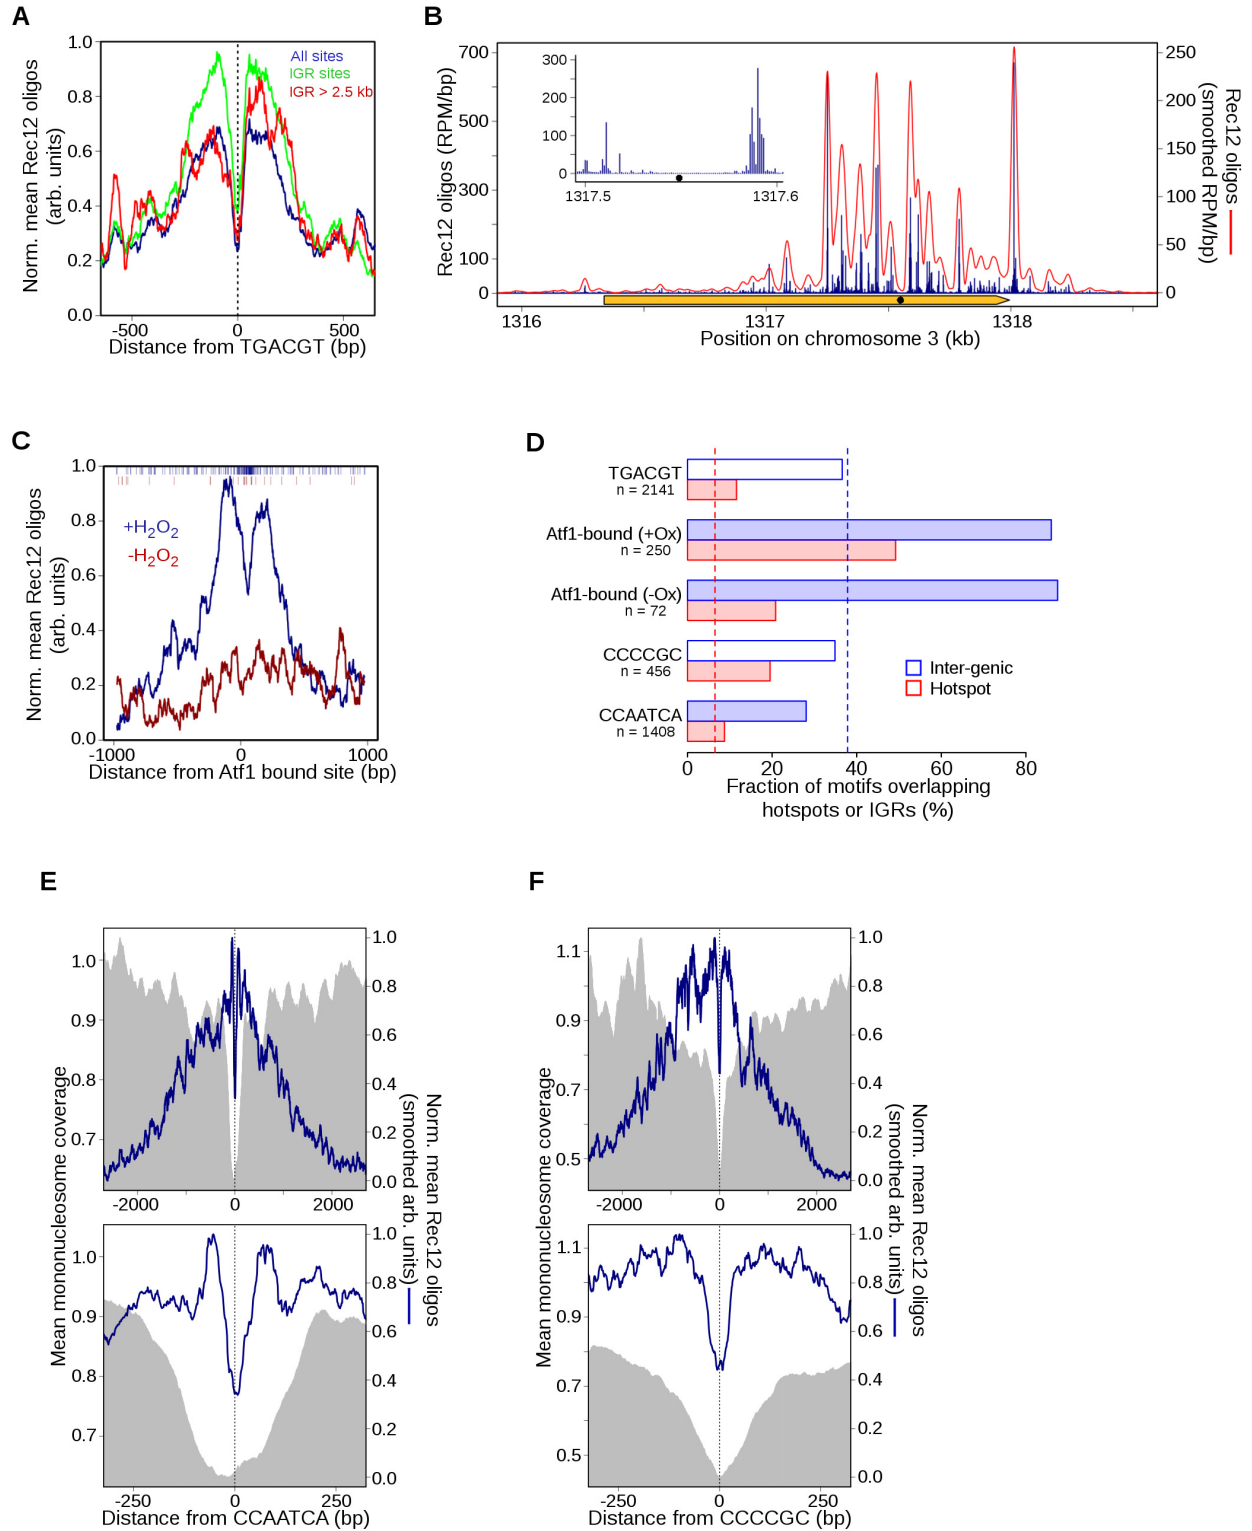 A
Norm. mean Rec12 oligos
(arb. units)
1.0
0.8
0.6
0.4
0.2
0.0
All sites
IGR sites
IGR > 2.5 kb
-500
0
500
Distance from TGACGT (bp)
B
Rec12 oligos (RPM/bp)
700
500
300
100
0
300
200
100
0
1317.5
1317.6
250
200
150
100
50
0
Rec12 oligos
(smoothed RPM/bp)
1316
1317
1318
Position on chromosome 3 (kb)
C
Norm. mean Rec12 oligos
(arb. units)
1.0
0.8
0.6
0.4
0.2
0.0
+H2O2
-H2O2
-1000
0
1000
Distance from Atf1 bound site (bp)
D
TGACGT
n = 2141
Atf1-bound (+Ox)
n = 250
Atf1-bound (-Ox)
n = 72
CCCCGC
n = 456
CCAATCA
n = 1408
Inter-genic
Hotspot
0
20
40
60
80
Fraction of motifs overlapping
hotspots or IGRs (%)
E
Mean mononucleosome coverage
1.0
0.9
0.8
0.7
1.0
0.8
0.6
0.4
0.2
0.0
-2000
0
2000
Norm. mean Rec12 oligos
(smoothed arb. units)
1.0
0.9
0.8
0.7
1.0
0.8
0.6
0.4
0.2
0.0
-250
0
250
Distance from CCAATCA (bp)
F
Mean mononucleosome coverage
1.1
0.9
0.7
0.5
1.0
0.8
0.6
0.4
0.2
0.0
-2000
0
2000
Norm. mean Rec12 oligos
(smoothed arb. units)
1.1
0.9
0.7
0.5
1.0
0.8
0.6
0.4
0.2
0.0
-250
0
250
Distance from CCCCGC (bp)